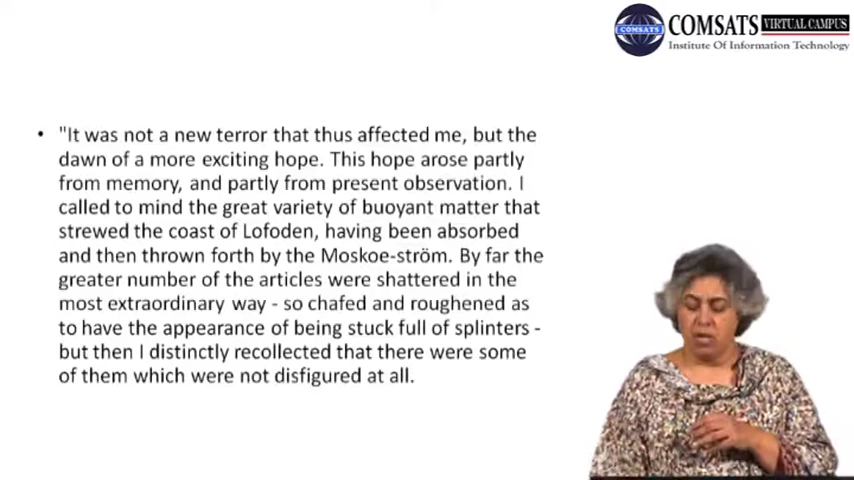 COMSATS VIRTUAL CAMPUS
COMSATS
Institute Of Information Technology
• "It was not a new terror that thus affected me, but the
dawn of a more exciting hope. This hope arose partly
from memory, and partly from present observation. I
called to mind the great variety of buoyant matter that
strewed the coast of Lofoden, having been absorbed
and then thrown forth by the Moskoe-ström. By far the
greater number of the articles were shattered in the
most extraordinary way - so chafed and roughened as
to have the appearance of being stuck full of splinters -
but then I distinctly recollected that there were some
of them which were not disfigured at all.